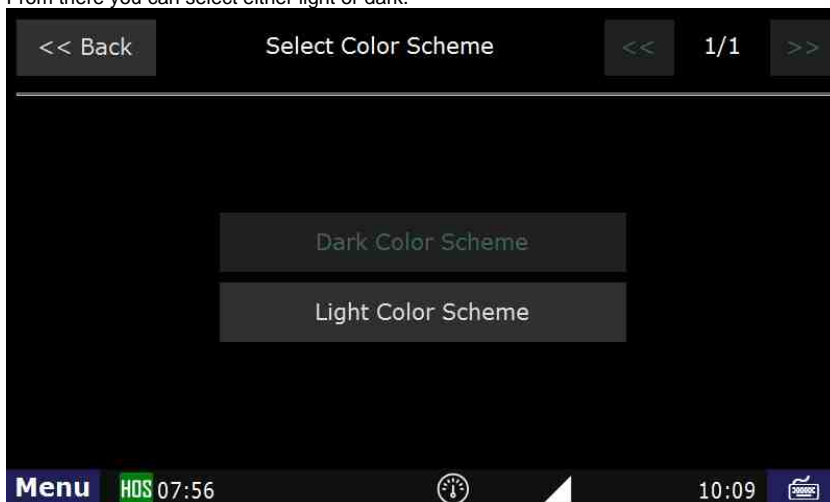 From there you can select either light or dark.
<< Back Select Color Scheme << 1/1 >>
Dark Color Scheme
Light Color Scheme
Menu HOS 07:56 10:09